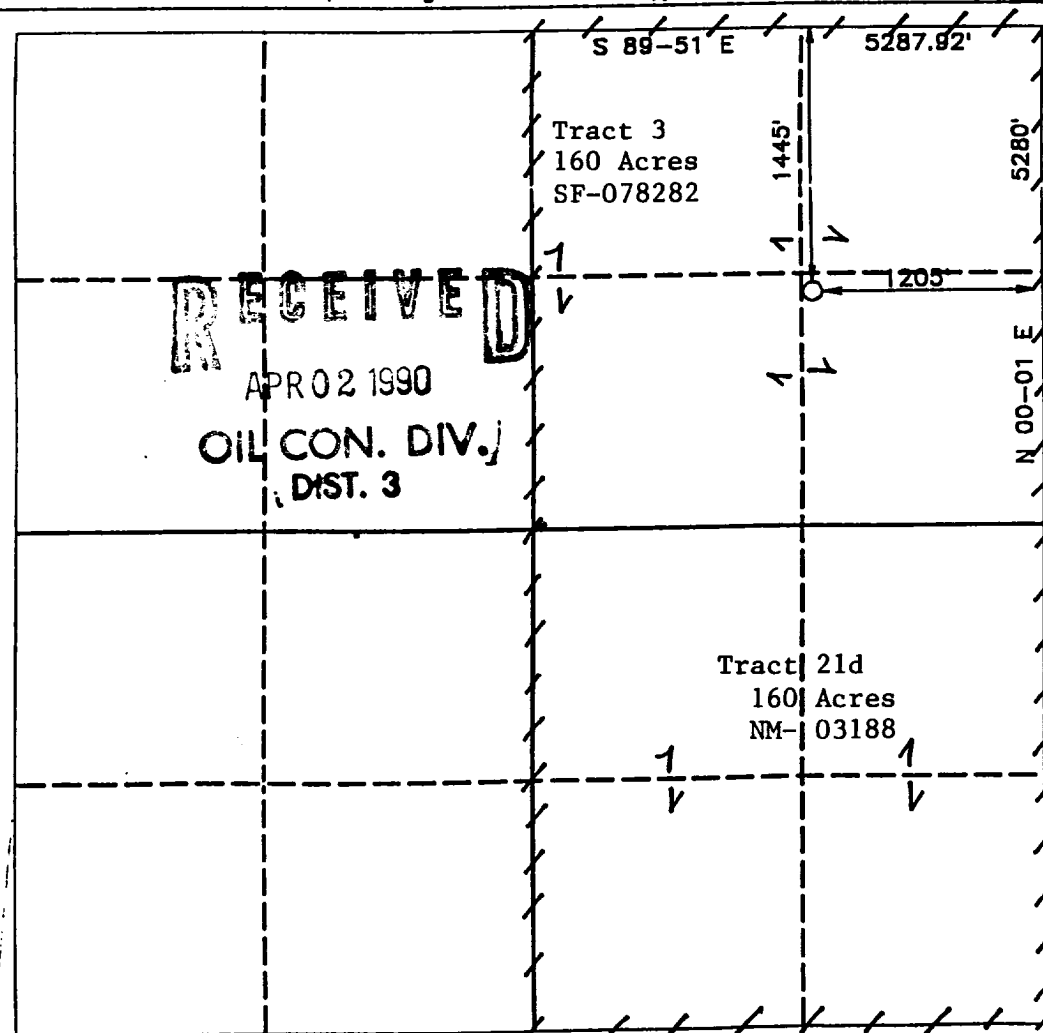 S 89-51 E 5287.92'
Tract 3
160 Acres
SF-078282
1445'
5280'
1205'
N 00-01 E
RECEIVED
APR 02 1990
OIL CON. DIV.
DIST. 3
Tract 21d
160 Acres
NM- 03188